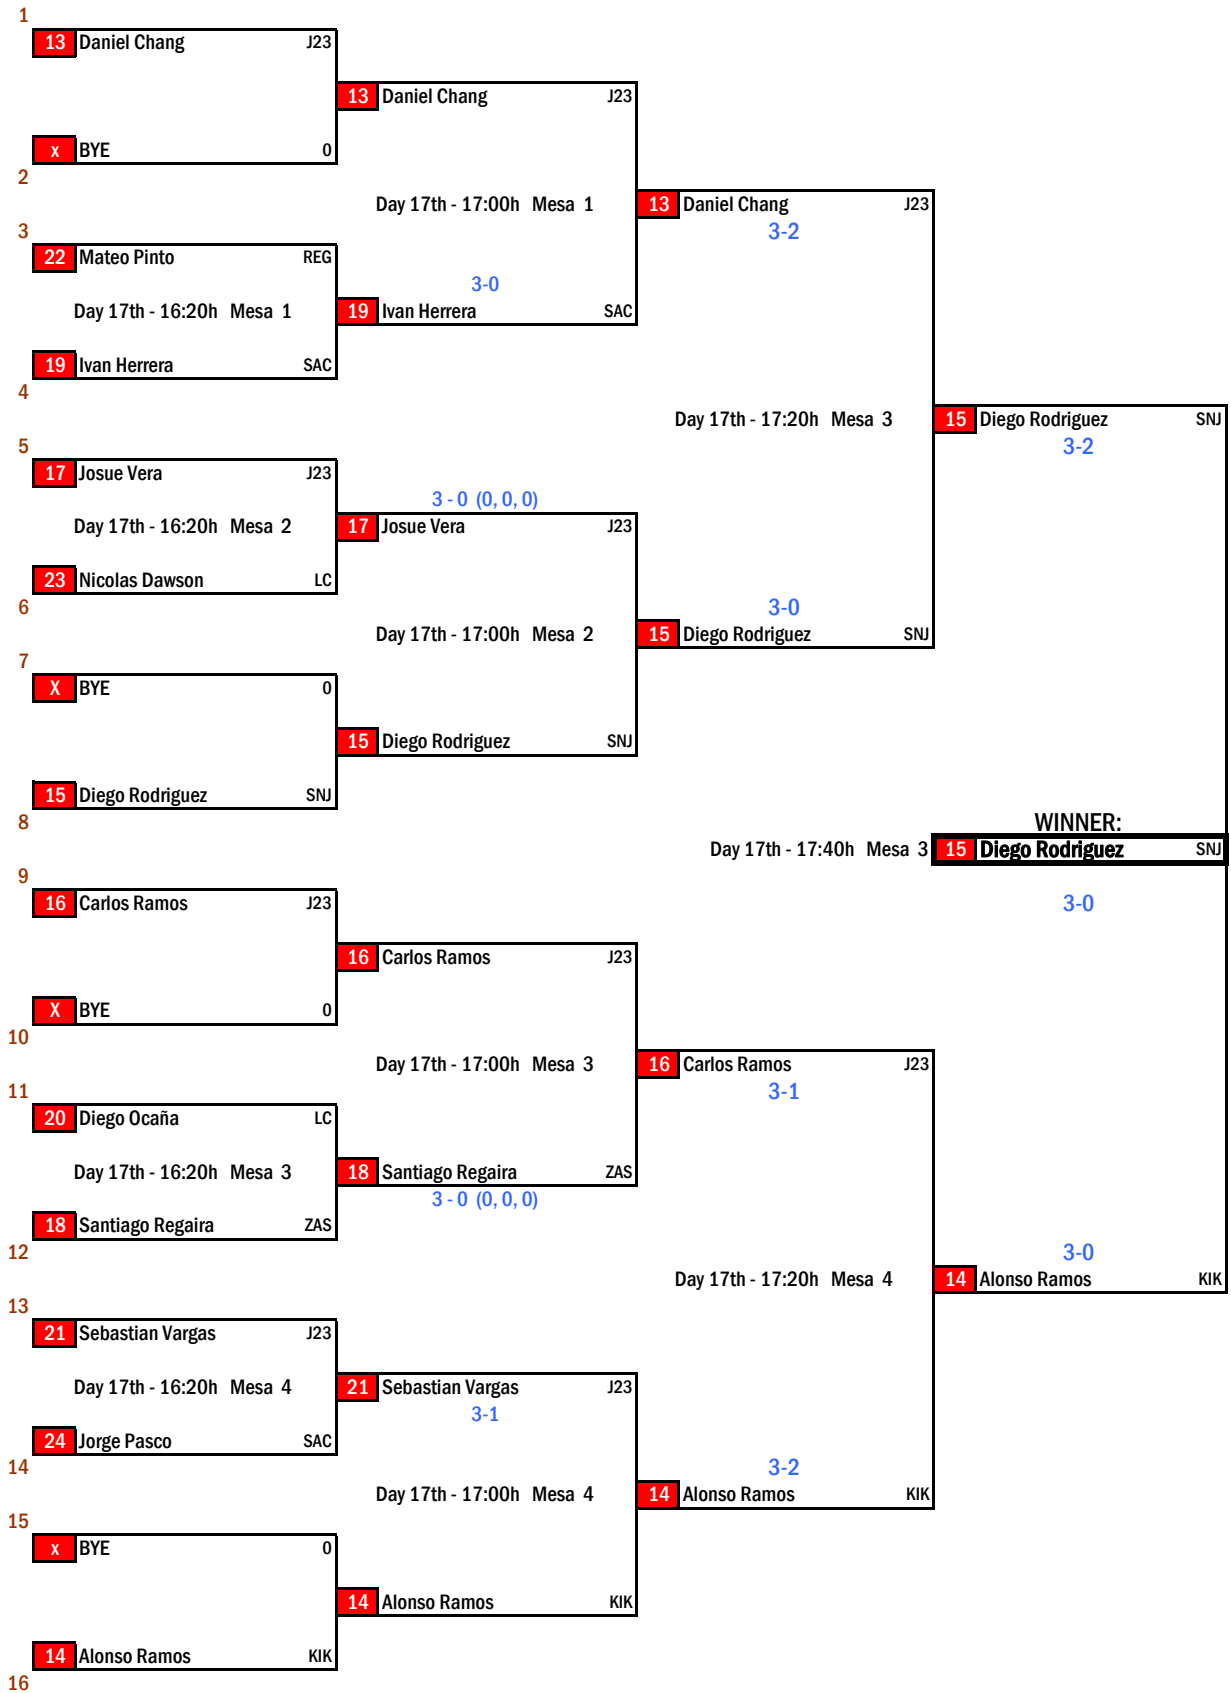 1
13 Daniel Chang J23
13 Daniel Chang J23
x BYE 0
2
Day 17th - 17:00h Mesa 1
13 Daniel Chang J23
3
3-2
22 Mateo Pinto REG
3-0
Day 17th - 16:20h Mesa 1
19 Ivan Herrera SAC
19 Ivan Herrera SAC
4
Day 17th - 17:20h Mesa 3
15 Diego Rodriguez SNJ
5
3-2
17 Josue Vera J23
3 - 0 (0, 0, 0)
Day 17th - 16:20h Mesa 2
17 Josue Vera J23
23 Nicolas Dawson LC
6
3-0
Day 17th - 17:00h Mesa 2
15 Diego Rodriguez SNJ
7
X BYE 0
15 Diego Rodriguez SNJ
15 Diego Rodriguez SNJ
8
WINNER:
Day 17th - 17:40h Mesa 3
15 Diego Rodriguez SNJ
9
16 Carlos Ramos J23
3-0
16 Carlos Ramos J23
X BYE 0
10
Day 17th - 17:00h Mesa 3
16 Carlos Ramos J23
11
3-1
20 Diego Ocaña LC
Day 17th - 16:20h Mesa 3
18 Santiago Regaira ZAS
3 - 0 (0, 0, 0)
18 Santiago Regaira ZAS
12
3-0
Day 17th - 17:20h Mesa 4
14 Alonso Ramos KIK
13
21 Sebastian Vargas J23
Day 17th - 16:20h Mesa 4
21 Sebastian Vargas J23
3-1
24 Jorge Pasco SAC
14
3-2
Day 17th - 17:00h Mesa 4
14 Alonso Ramos KIK
15
x BYE 0
14 Alonso Ramos KIK
14 Alonso Ramos KIK
16